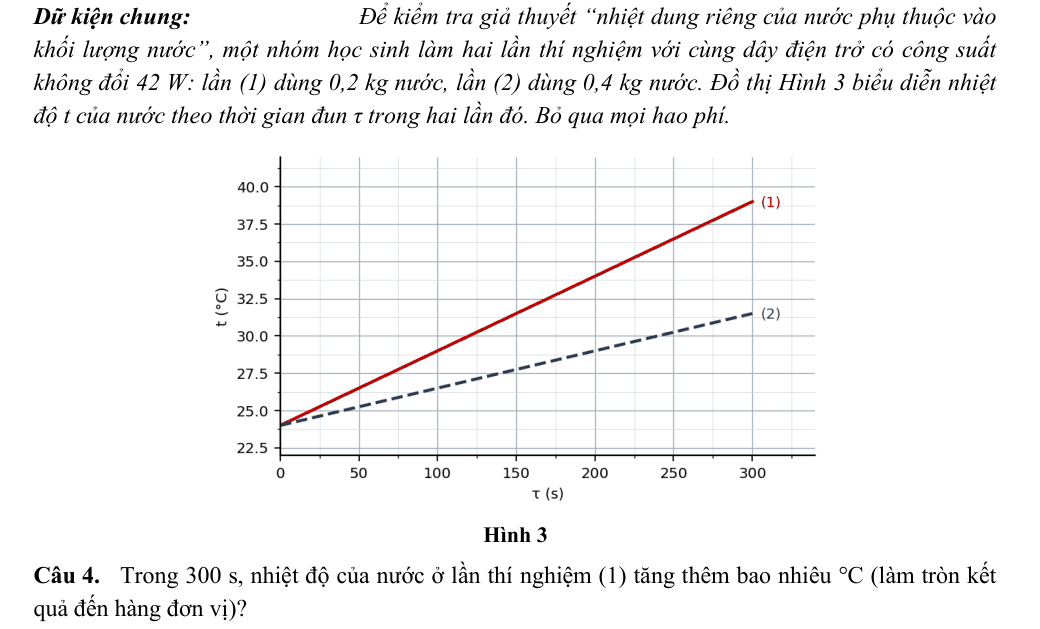 Dữ kiện chung: Để kiểm tra giả thuyết “nhiệt dung riêng của nước phụ thuộc vào
khối lượng nước”, một nhóm học sinh làm hai lần thí nghiệm với cùng dây điện trở có công suất
không đổi 42 W: lần (1) dùng 0,2 kg nước, lần (2) dùng 0,4 kg nước. Đồ thị Hình 3 biểu diễn nhiệt
độ t của nước theo thời gian đun τ trong hai lần đó. Bỏ qua mọi hao phí.
40.0
37.5
35.0
32.5
30.0
27.5
25.0
22.5
t (°C)
(1)
(2)
0 50 100 150 200 250 300
τ (s)
Hình 3
Câu 4. Trong 300 s, nhiệt độ của nước ở lần thí nghiệm (1) tăng thêm bao nhiêu °C (làm tròn kết
quả đến hàng đơn vị)?